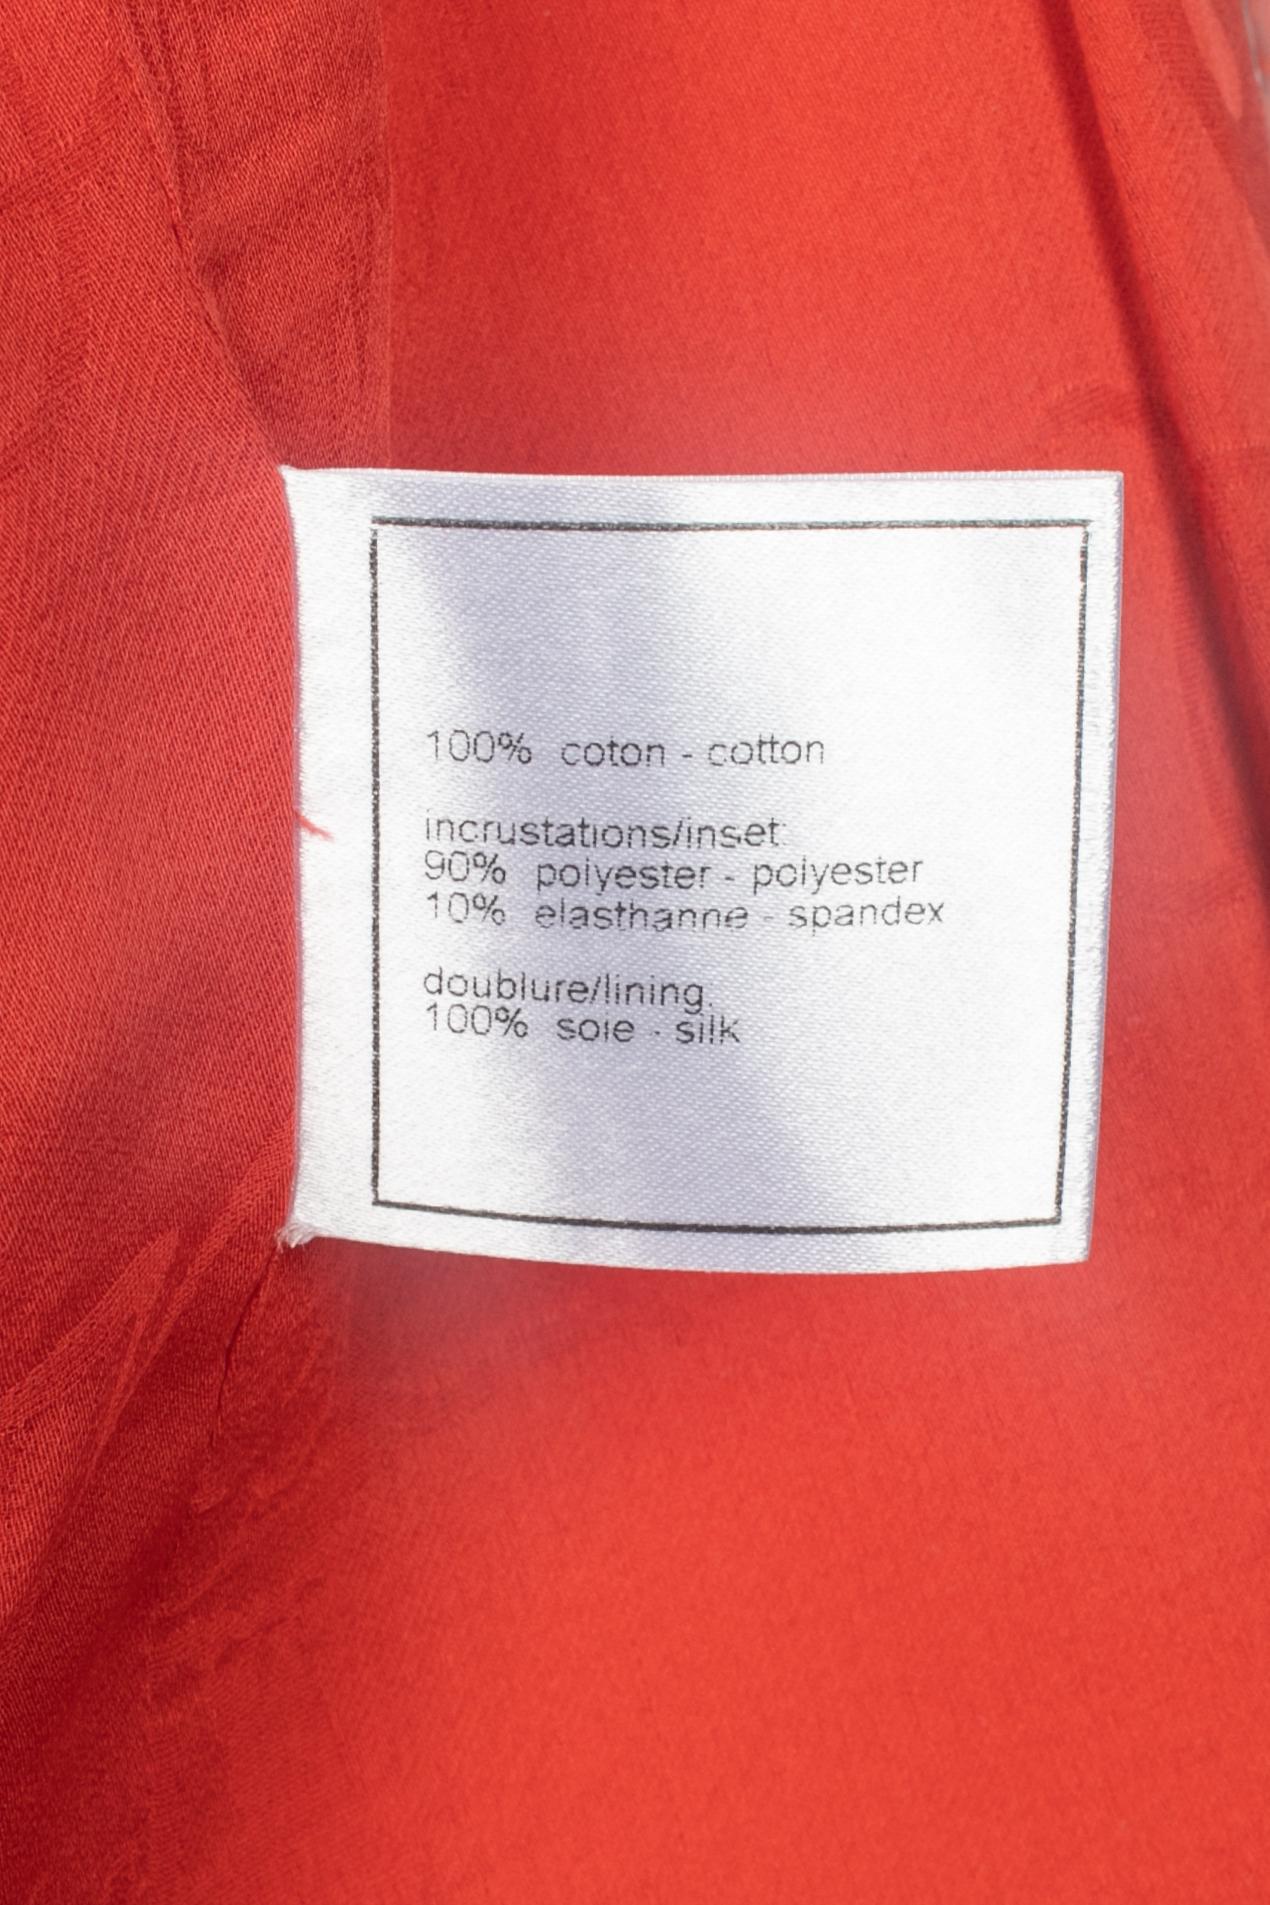 100% coton - cotton
incrustations/inset:
90% polyester - polyester
10% elasthanne - spandex
doublure/lining.
100% soie - silk